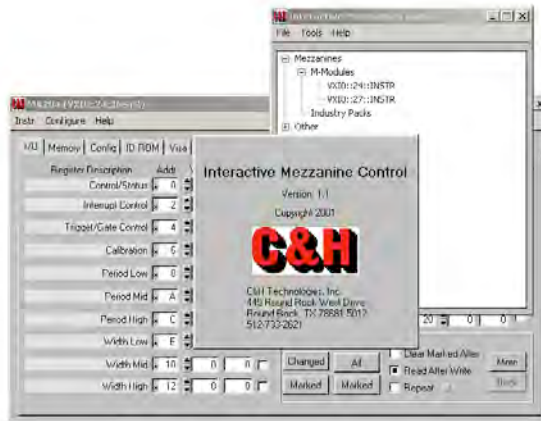 Interactive
File Tools Help
Mezzanines
M-Modules
VXI0::24::INSTR
VXI0::27::INSTR
Industry Packs
Other
Instr Configure Help
I/O Memory Config ID ROM Visa
Register Description Addr
Control/Status 0
Interrupt Control 2
Trigger/Gate Control 4
Calibration 6
Period Low 8
Period Mid A
Period High C
Width Low E
Width Mid 10 0 0
Width High 12 0 0
Interactive Mezzanine Control
Version 1.1
Copyright 2001
C&H
C&H Technologies, Inc.
445 Round Rock West Drive
Round Rock, TX 78681-5012
512-733-2621
20 0 0
Changed All
Marked Marked
Clear Marked After
Read After Write
Repeat